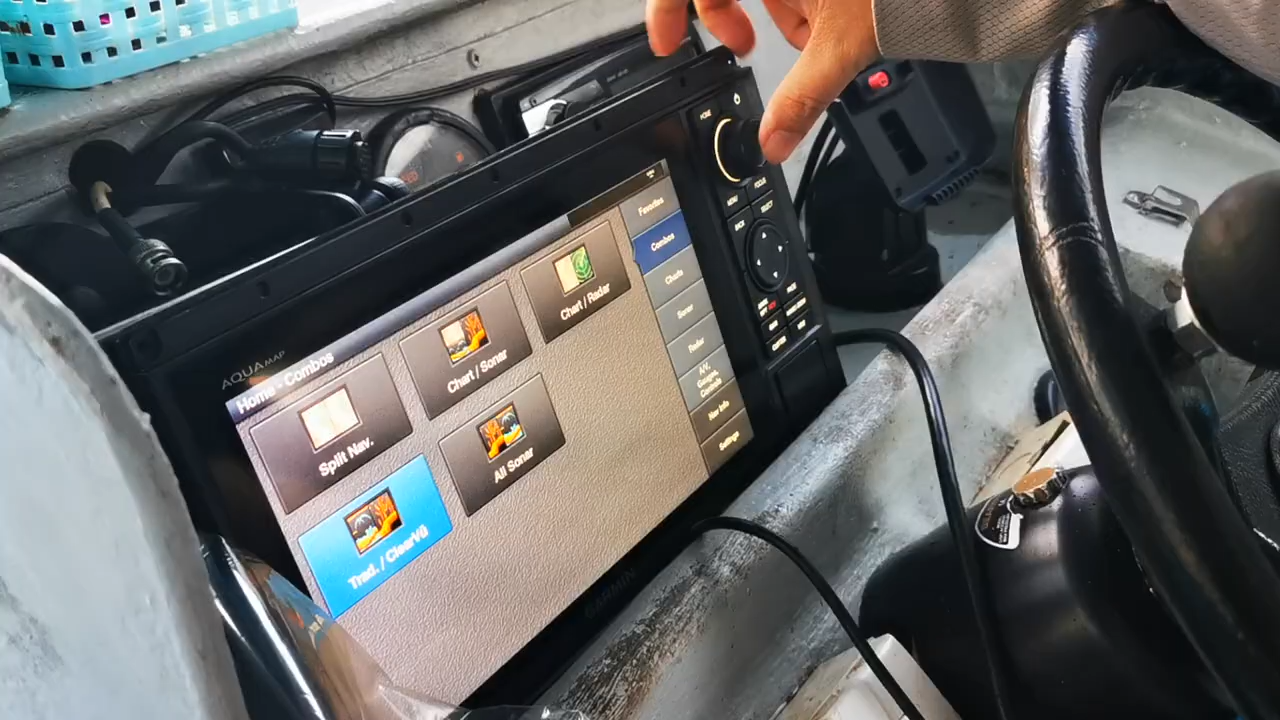 AQUAMAP
Home - Combos
Split Nav.
Chart / Sonar
Chart / Radar
Trad. / ClearVü
All Sonar
Favorites
Combos
Charts
Sonar
Radar
A/V,
Gauges,
Controls
Nav Info
Settings
HOME
MENU
FOCUS
BACK
SELECT
GARMIN